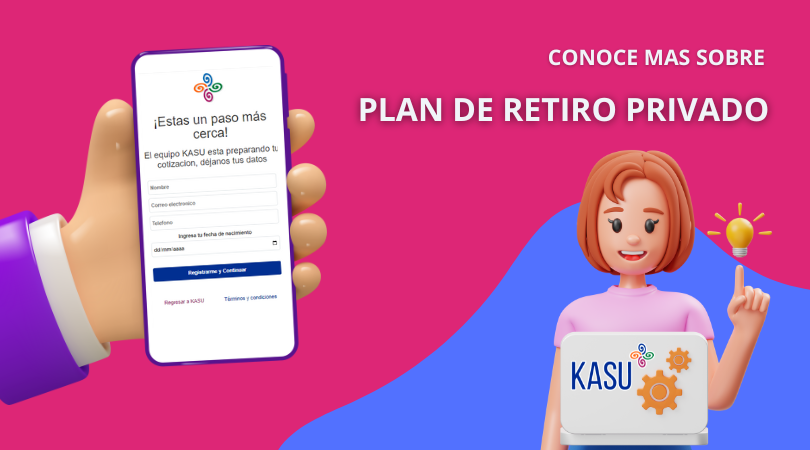 CONOCE MAS SOBRE
PLAN DE RETIRO PRIVADO
¡Estas un paso más
cerca!
El equipo KASU esta preparando tu
cotizacion, déjanos tus datos
Nombre
Correo electronico
Telefono
Ingresa tu fecha de nacimiento
dd/mm/aaaa
Registrarme y Continuar
Regresar a KASU
Términos y condiciones
KASU